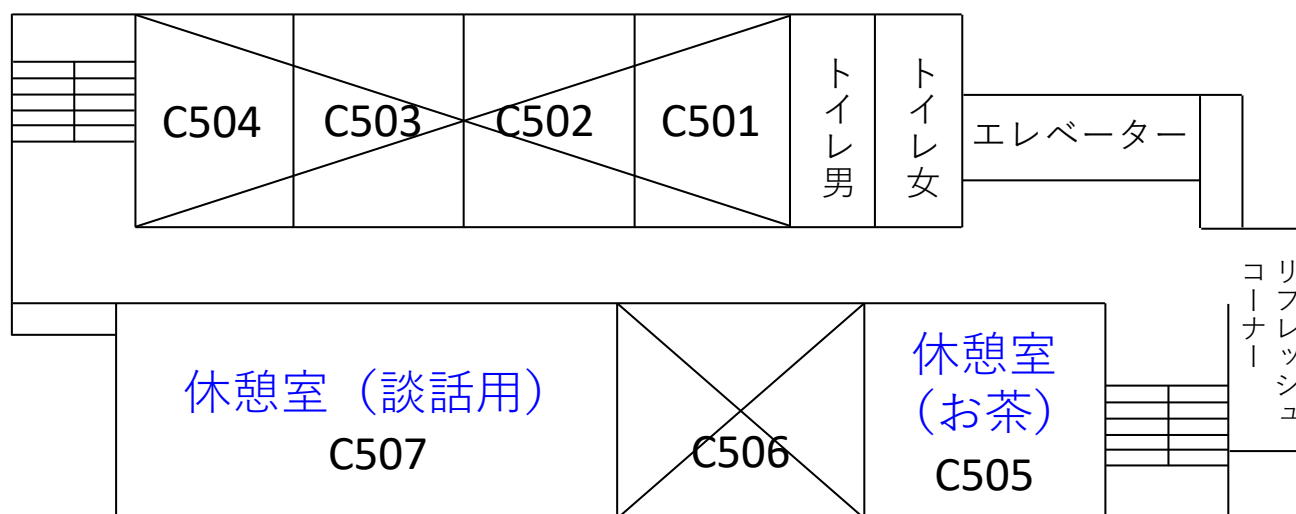 C504
C503
C502
C501
トイレ男
トイレ女
エレベーター
リフレッシュ
コーナー
休憩室（談話用）
C507
C506
休憩室
（お茶）
C505